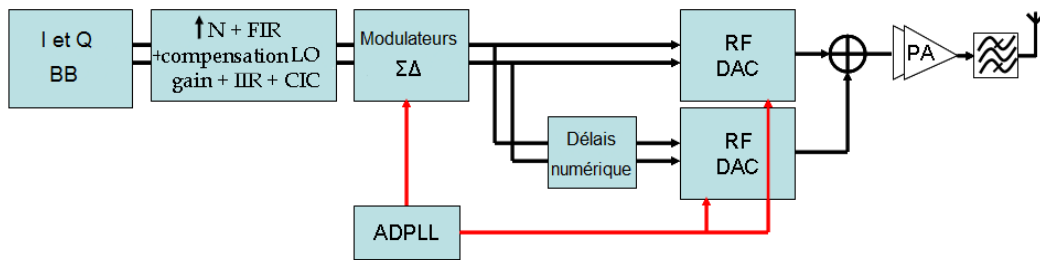 I et Q
BB
↑ N + FIR
+compensation LO
gain + IIR + CIC
Modulateurs
ΣΔ
RF
DAC
PA
Délais
numérique
RF
DAC
ADPLL